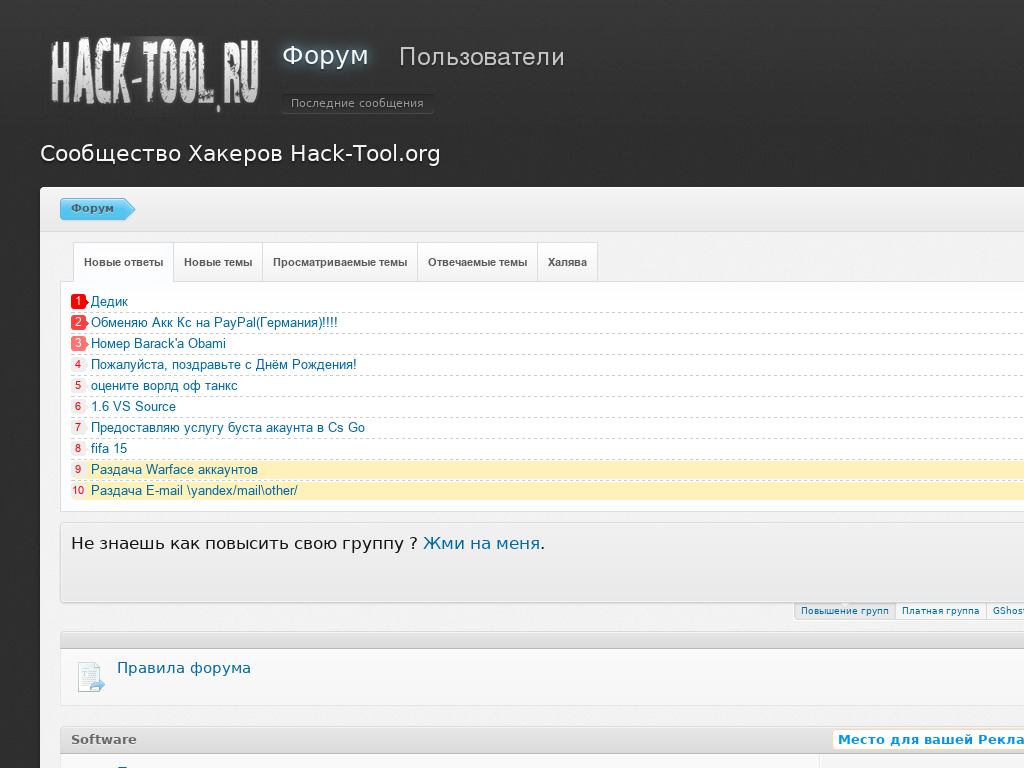 HACK-TOOL.RU
Форум Пользователи
Последние сообщения
Сообщество Хакеров Hack-Tool.org
Форум
Новые ответы Новые темы Просматриваемые темы Отвечаемые темы Халява
1 Дедик
2 Обменяю Акк Кс на PayPal(Германия)!!!!
3 Номер Barack'a Obami
4 Пожалуйста, поздравьте с Днём Рождения!
5 оцените ворлд оф танкс
6 1.6 VS Source
7 Предоставляю услугу буста акаунта в Cs Go
8 fifa 15
9 Раздача Warface аккаунтов
10 Раздача E-mail \yandex/mail\other/
Не знаешь как повысить свою группу ? Жми на меня.
Повышение групп Платная группа GShost
Правила форума
Software Место для вашей Рекла